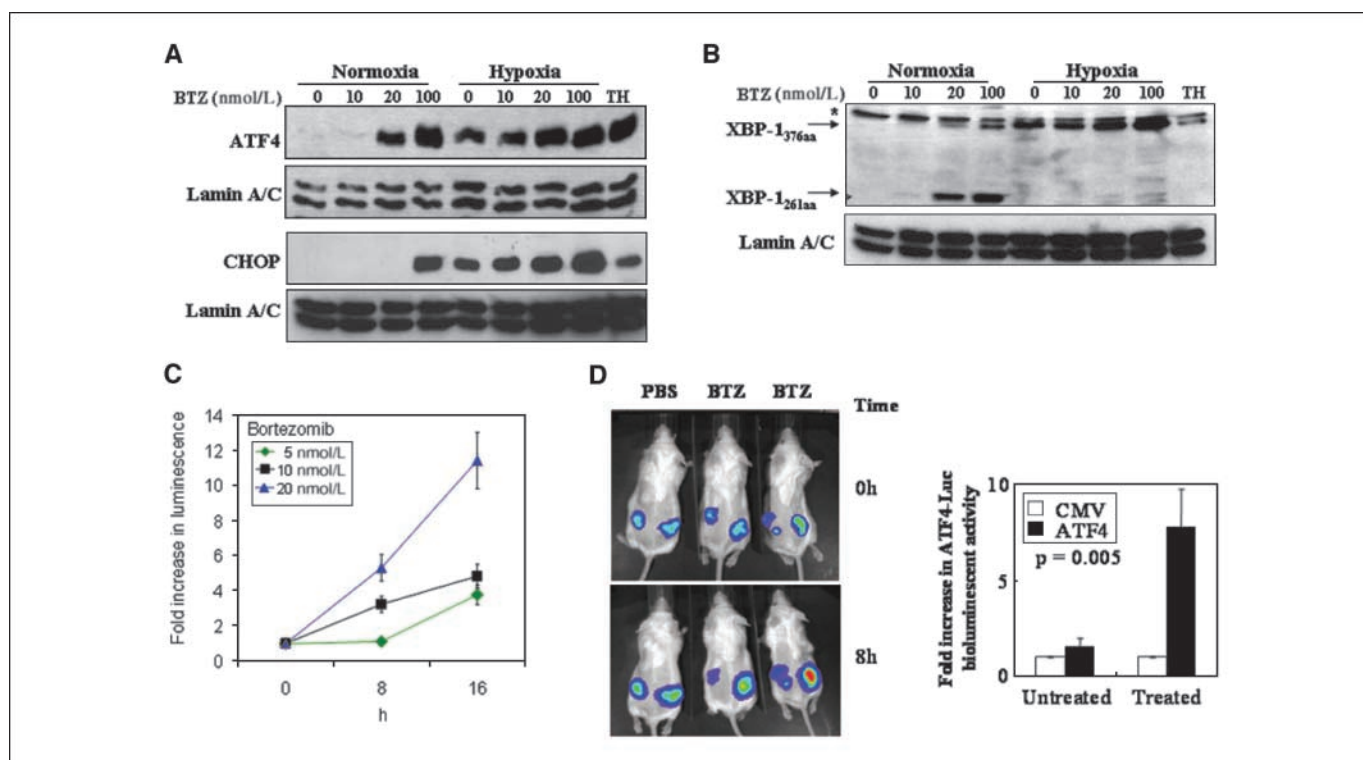 A
Normoxia Hypoxia
BTZ (nmol/L) 0 10 20 100 0 10 20 100 TH
ATF4
Lamin A/C
CHOP
Lamin A/C
B
Normoxia Hypoxia
BTZ (nmol/L) 0 10 20 100 0 10 20 100 TH
*
XBP-1376aa
XBP-1261aa
Lamin A/C
C
Fold increase in luminescence
14
12
10
8
6
4
2
0
Bortezomib
5 nmol/L
10 nmol/L
20 nmol/L
0 8 16
h
D
PBS BTZ BTZ
Time
0h
8h
Fold increase in ATF4-Luc
bioluminescent activity
10
5
0
CMV
ATF4
p = 0.005
Untreated Treated